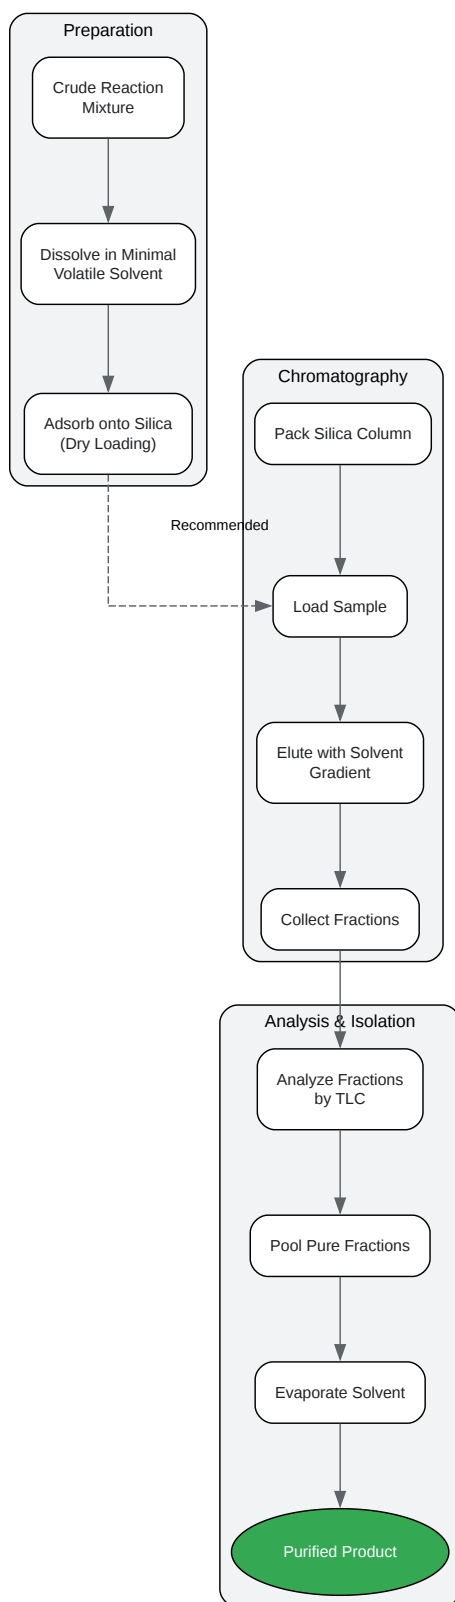 Preparation
Crude Reaction
Mixture
Dissolve in Minimal
Volatile Solvent
Adsorb onto Silica
(Dry Loading)
Recommended
Chromatography
Pack Silica Column
Load Sample
Elute with Solvent
Gradient
Collect Fractions
Analysis & Isolation
Analyze Fractions
by TLC
Pool Pure Fractions
Evaporate Solvent
Purified Product